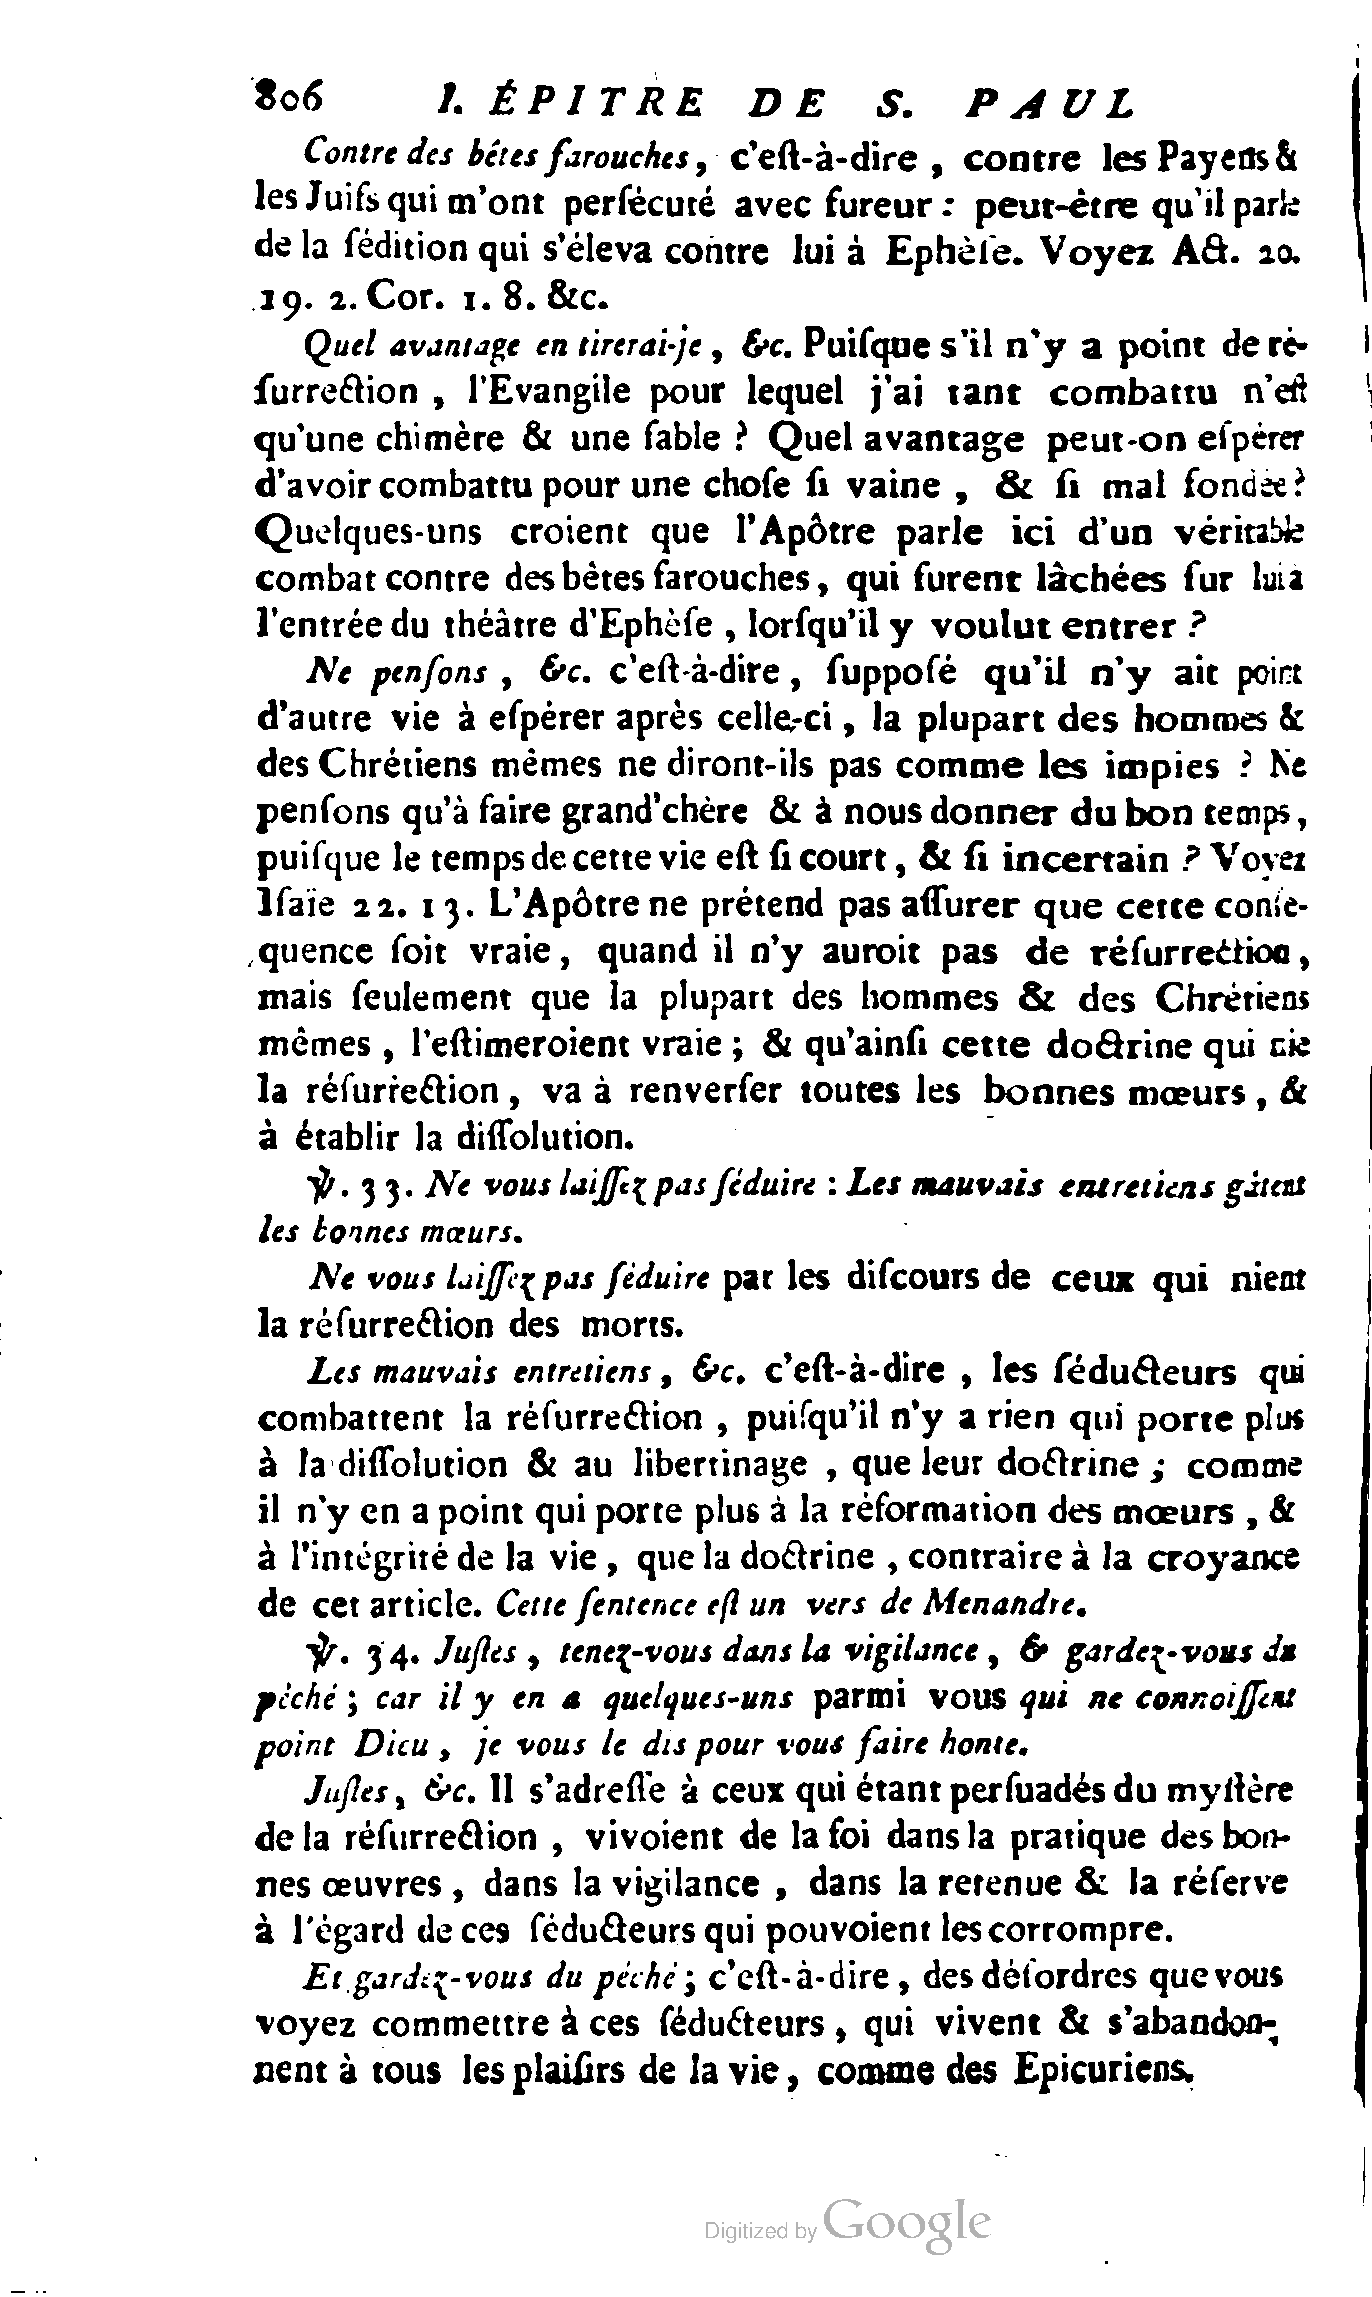 806 I. ÉPITRE DE S. PAUL
Contre des bêtes farouches, c'eſt-à-dire, contre les Payens &
les Juifs qui m'ont perſécuté avec fureur : peut-être qu'il parle
de la ſédition qui s'éleva contre lui à Ephèſe. Voyez Act. 20.
19. 2. Cor. 1. 8. &c.
Quel avantage en tirerai-je, &c. Puiſque s'il n'y a point de ré-
ſurrection, l'Evangile pour lequel j'ai tant combattu n'eſt
qu'une chimère & une fable ? Quel avantage peut-on eſpérer
d'avoir combattu pour une choſe ſi vaine, & ſi mal fondée ?
Quelques-uns croient que l'Apôtre parle ici d'un véritable
combat contre des bêtes farouches, qui furent lâchées ſur lui à
l'entrée du théâtre d'Ephèſe, lorſqu'il y voulut entrer ?
Ne penſons, &c. c'eſt-à-dire, ſuppoſé qu'il n'y ait point
d'autre vie à eſpérer après celle-ci, la plupart des hommes &
des Chrétiens mêmes ne diront-ils pas comme les impies ? Ne
penſons qu'à faire grand'chère & à nous donner du bon temps,
puiſque le temps de cette vie eſt ſi court, & ſi incertain ? Voyez
Iſaïe 22. 13. L'Apôtre ne prétend pas aſſurer que cette conſé-
quence ſoit vraie, quand il n'y auroit pas de réſurrection,
mais ſeulement que la plupart des hommes & des Chrétiens
mêmes, l'eſtimeroient vraie ; & qu'ainſi cette doctrine qui nie
la réſurrection, va à renverſer toutes les bonnes mœurs, &
à établir la diſſolution.
℣. 33. Ne vous laiſſez pas ſéduire : Les mauvais entretiens gâtent
les bonnes mœurs.
Ne vous laiſſez pas ſéduire par les diſcours de ceux qui nient
la réſurrection des morts.
Les mauvais entretiens, &c. c'eſt-à-dire, les ſéducteurs qui
combattent la réſurrection, puiſqu'il n'y a rien qui porte plus
à la diſſolution & au libertinage, que leur doctrine ; comme
il n'y en a point qui porte plus à la réformation des mœurs, &
à l'intégrité de la vie, que la doctrine, contraire à la croyance
de cet article. Cette ſentence eſt un vers de Menandre.
℣. 34. Juſtes, tenez-vous dans la vigilance, & gardez-vous du
péché ; car il y en a quelques-uns parmi vous qui ne connoiſſent
point Dieu, je vous le dis pour vous faire honte.
Juſtes, &c. Il s'adreſſe à ceux qui étant perſuadés du myſtère
de la réſurrection, vivoient de la foi dans la pratique des bon-
nes œuvres, dans la vigilance, dans la retenue & la réſerve
à l'égard de ces ſéducteurs qui pouvoient les corrompre.
Et gardez-vous du péché ; c'eſt-à-dire, des déſordres que vous
voyez commettre à ces ſéducteurs, qui vivent & s'abandon-
nent à tous les plaiſirs de la vie, comme des Epicuriens.
Digitized by Google